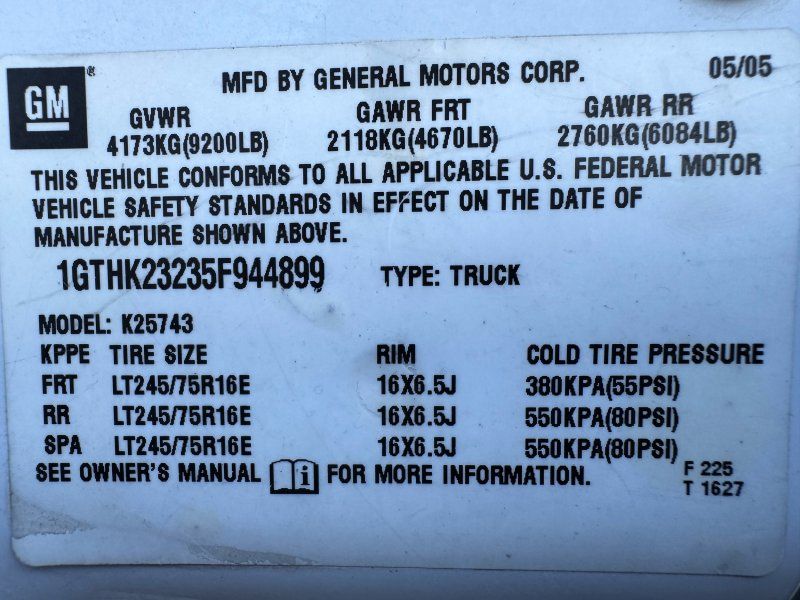 GM ® MFD BY GENERAL MOTORS CORP. 05/05
GVWR GAWR FRT GAWR RR
4173KG(9200LB) 2118KG(4670LB) 2760KG(6084LB)
THIS VEHICLE CONFORMS TO ALL APPLICABLE U.S. FEDERAL MOTOR
VEHICLE SAFETY STANDARDS IN EFFECT ON THE DATE OF
MANUFACTURE SHOWN ABOVE.
1GTHK23235F944899 TYPE: TRUCK
MODEL: K25743
KPPE TIRE SIZE RIM COLD TIRE PRESSURE
FRT LT245/75R16E 16X6.5J 380KPA(55PSI)
RR LT245/75R16E 16X6.5J 550KPA(80PSI)
SPA LT245/75R16E 16X6.5J 550KPA(80PSI)
SEE OWNER'S MANUAL i FOR MORE INFORMATION.
F 225
T 1627